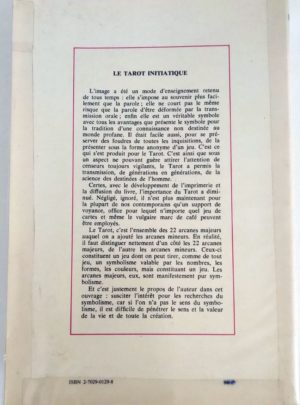 LE TAROT INITIATIQUE
L'image a été un mode d'enseignement retenu
de tous temps : elle s'impose au souvenir plus faci-
lement que la parole ; elle ne court pas le même
risque que la parole d'être déformée par la trans-
mission orale ; enfin elle est un véritable symbole
avec tous les avantages que présente le symbole pour
la tradition d'une connaissance non destinée au
monde profane. Il était facile aussi, pour se pré-
server des foudres de toutes les inquisitions, de la
présenter sous la forme anonyme d'un jeu. C'est ce
qui s'est produit pour le Tarot. C'est ainsi que sous
un aspect ne pouvant guère attirer l'attention de
censeurs toujours vigilants, le Tarot a permis la
transmission, de générations en générations, de la
science des destinées de l'homme.
Certes, avec le développement de l'imprimerie et
la diffusion du livre, l'importance du Tarot a dimi-
nué. Négligé, ignoré, il n'est plus maintenant pour
la plupart de nos contemporains qu'un support de
voyance, office pour lequel n'importe quel jeu de
cartes et même le vulgaire marc de café peuvent
être employés.
Le Tarot, c'est l'ensemble des 22 arcanes majeurs
auquel on a ajouté les arcanes mineurs. En réalité,
il faut distinguer nettement d'un côté les 22 arcanes
majeurs, de l'autre les arcanes mineurs. Ceux-ci
constituent un jeu dont on peut tirer, comme de tout
jeu, un symbolisme valable par les nombres, les
formes, les couleurs, mais constituant un jeu. Les
arcanes majeurs, eux, sont manifestement pur sym-
bolisme.
Et c'est justement le propos de l'auteur dans cet
ouvrage : susciter l'intérêt pour les recherches du
symbolisme, car si l'on n'a pas le sens du symbo-
lisme, il est difficile de pénétrer le sens et la valeur
de la vie et de toute la création.
ISBN 2-7029-0129-8